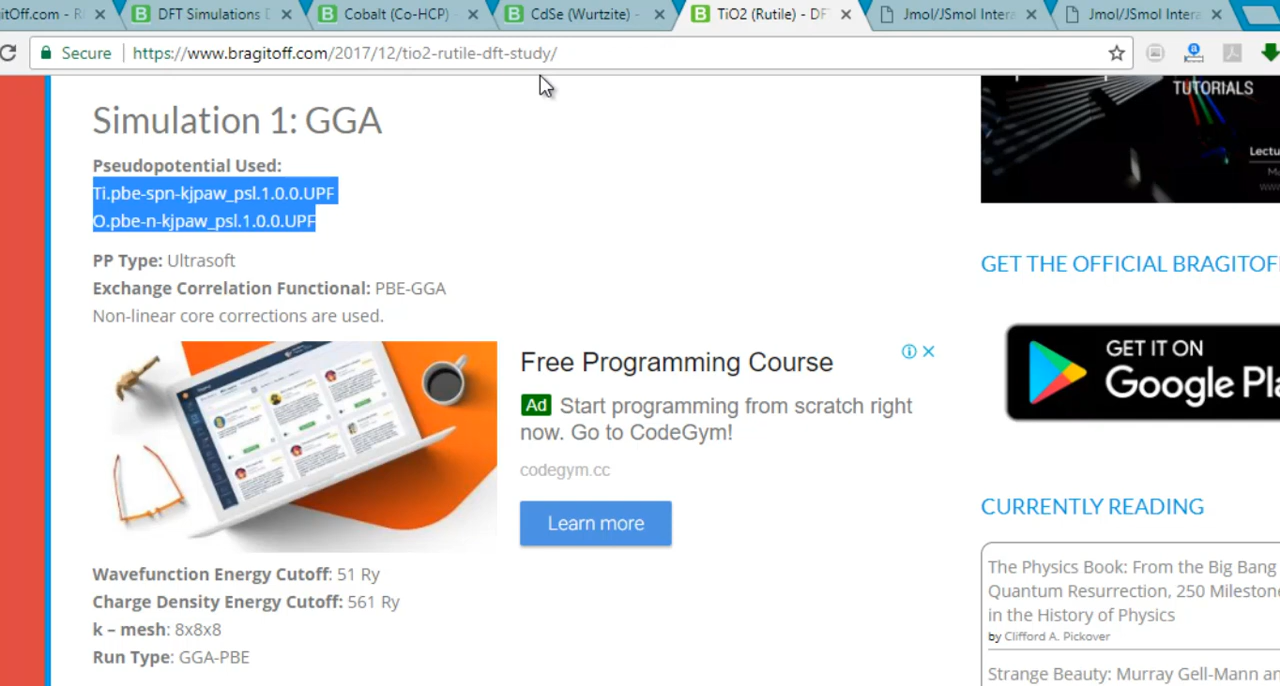 gitOff.com - R
DFT Simulations D
Cobalt (Co-HCP)
CdSe (Wurtzite) -
TiO2 (Rutile) - DF
Jmol/JSmol Intera
Jmol/JSmol Intera
Secure
https://www.bragitoff.com/2017/12/tio2-rutile-dft-study/
Simulation 1: GGA
Pseudopotential Used:
Ti.pbe-spn-kjpaw_psl.1.0.0.UPF
O.pbe-n-kjpaw_psl.1.0.0.UPF
PP Type: Ultrasoft
Exchange Correlation Functional: PBE-GGA
Non-linear core corrections are used.
Free Programming Course
Ad Start programming from scratch right
now. Go to CodeGym!
codegym.cc
Learn more
Wavefunction Energy Cutoff: 51 Ry
Charge Density Energy Cutoff: 561 Ry
k – mesh: 8x8x8
Run Type: GGA-PBE
TUTORIALS
Lectu
GET THE OFFICIAL BRAGITOFF
GET IT ON
Google Pla
CURRENTLY READING
The Physics Book: From the Big Bang
Quantum Resurrection, 250 Milestone
in the History of Physics
by Clifford A. Pickover
Strange Beauty: Murray Gell-Mann an